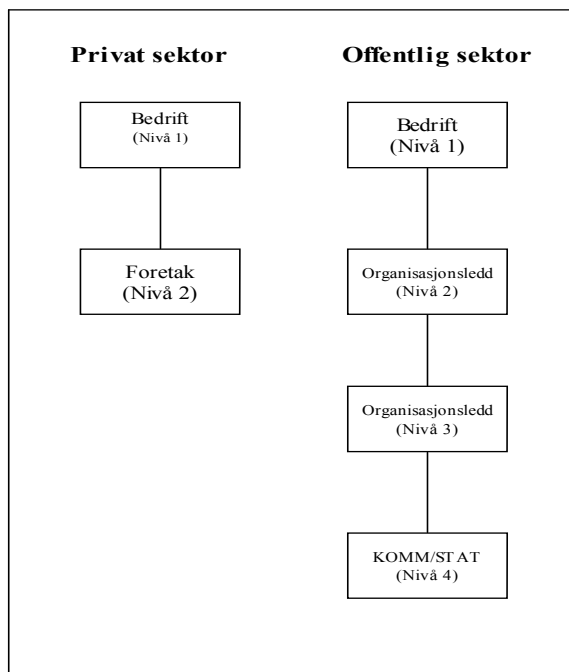 Privat sektor
Bedrift
(Nivå 1)
Foretak
(Nivå 2)
Offentlig sektor
Bedrift
(Nivå 1)
Organisasjonsledd
(Nivå 2)
Organisasjonsledd
(Nivå 3)
KOMM/STAT
(Nivå 4)